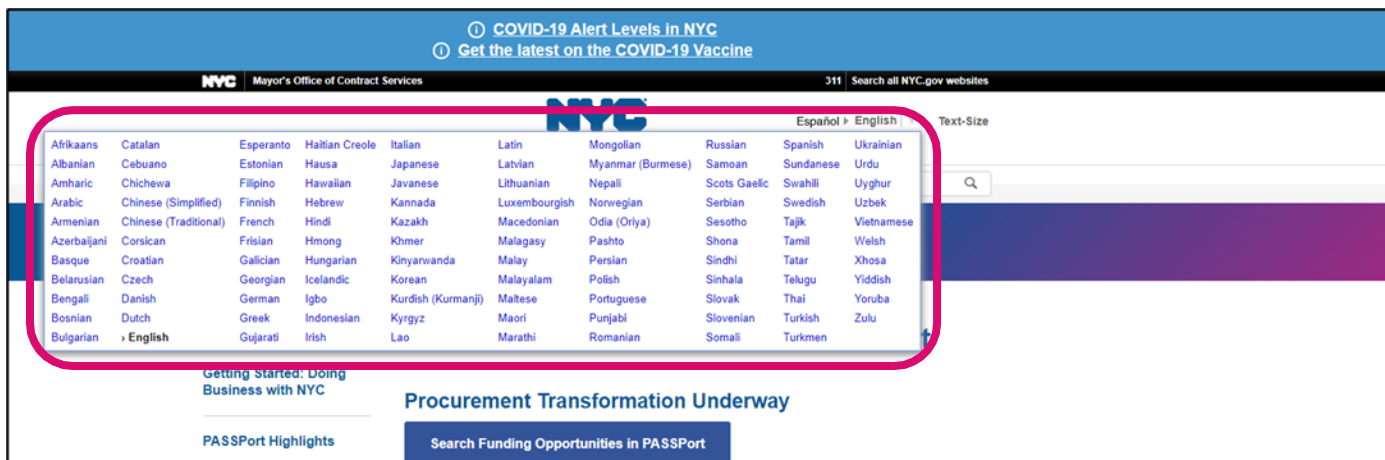 COVID-19 Alert Levels in NYC
Get the latest on the COVID-19 Vaccine
NYC Mayor's Office of Contract Services 311 Search all NYC.gov websites
NYC
Español English Text-Size
Afrikaans Catalan Esperanto Haitian Creole Italian Latin Mongolian Russian Spanish Ukrainian
Albanian Cebuano Estonian Hausa Japanese Latvian Myanmar (Burmese) Samoan Sundanese Urdu
Amharic Chichewa Filipino Hawaiian Javanese Lithuanian Nepali Scots Gaelic Swahili Uyghur
Arabic Chinese (Simplified) Finnish Hebrew Kannada Luxembourgish Norwegian Serbian Swedish Uzbek
Armenian Chinese (Traditional) French Hindi Kazakh Macedonian Odia (Oriya) Sesotho Tajik Vietnamese
Azerbaijani Corsican Frisian Hmong Khmer Malagasy Pashto Shona Tamil Welsh
Basque Croatian Galician Hungarian Kinyarwanda Malay Persian Sindhi Tatar Xhosa
Belarusian Czech Georgian Icelandic Korean Malayalam Polish Sinhala Telugu Yiddish
Bengali Danish German Igbo Kurdish (Kurmanji) Maltese Portuguese Slovak Thai Yoruba
Bosnian Dutch Greek Indonesian Kyrgyz Maori Punjabi Slovenian Turkish Zulu
Bulgarian › English Gujarati Irish Lao Marathi Romanian Somali Turkmen
Getting Started: Doing
Business with NYC
Procurement Transformation Underway
PASSPort Highlights
Search Funding Opportunities in PASSPort